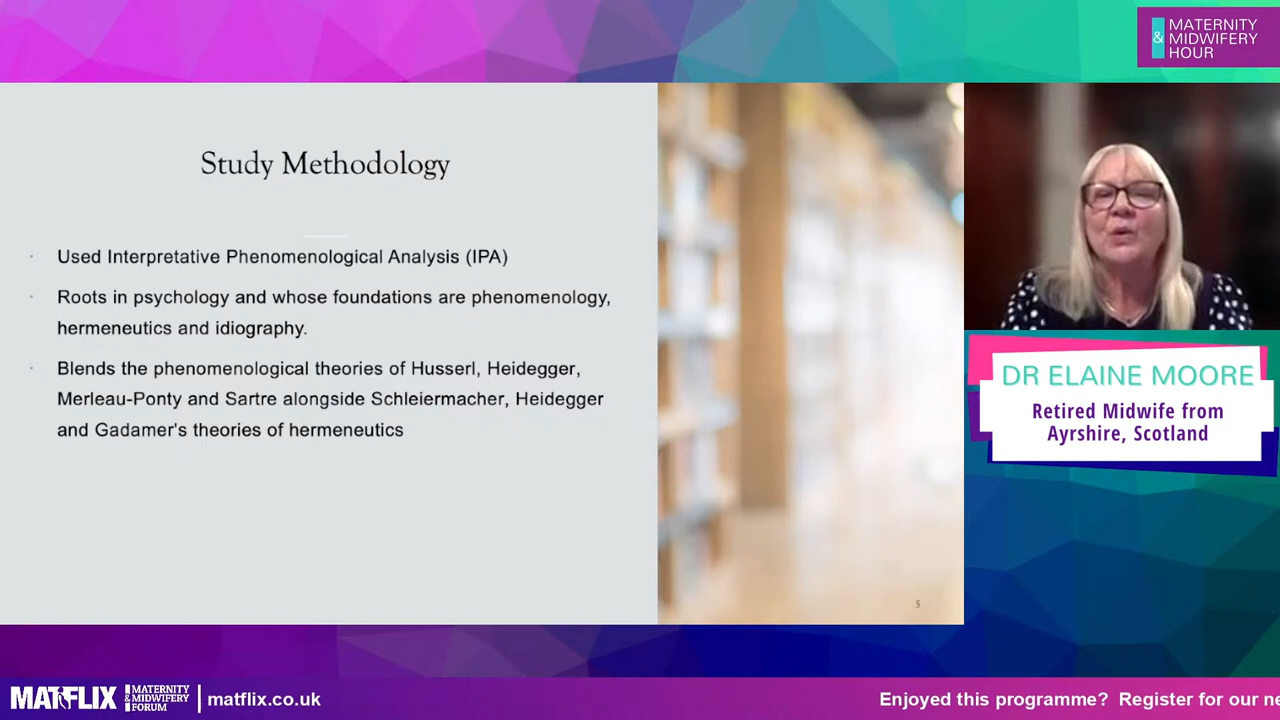 &
MATERNITY
MIDWIFERY
HOUR
Study Methodology
· Used Interpretative Phenomenological Analysis (IPA)
· Roots in psychology and whose foundations are phenomenology,
hermeneutics and idiography.
· Blends the phenomenological theories of Husserl, Heidegger,
Merleau-Ponty and Sartre alongside Schleiermacher, Heidegger
and Gadamer's theories of hermeneutics
5
DR ELAINE MOORE
Retired Midwife from
Ayrshire, Scotland
MATFLIX
MATERNITY
& MIDWIFERY
FORUM
matflix.co.uk
Enjoyed this programme? Register for our